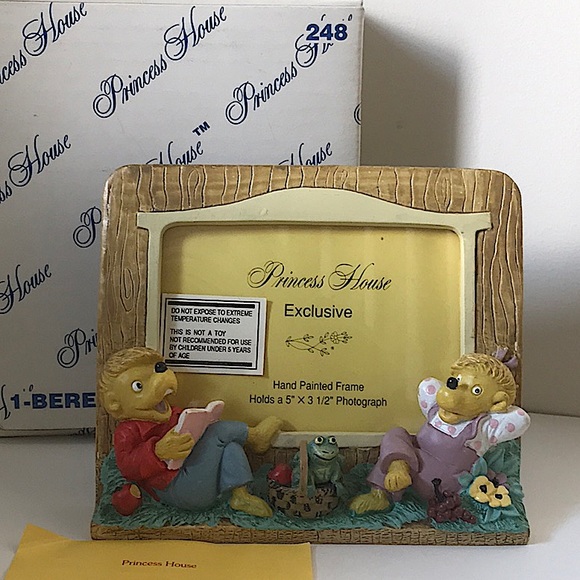 Princess House
248
Princess House
Princess House
Princess House
House™
Princess House
Exclusive
DO NOT EXPOSE TO EXTREME
TEMPERATURE CHANGES
THIS IS NOT A TOY
NOT RECOMMENDED FOR USE
BY CHILDREN UNDER 5 YEARS
OF AGE
Hand Painted Frame
Holds a 5" X 3 1/2" Photograph
1-BERE
Princess House